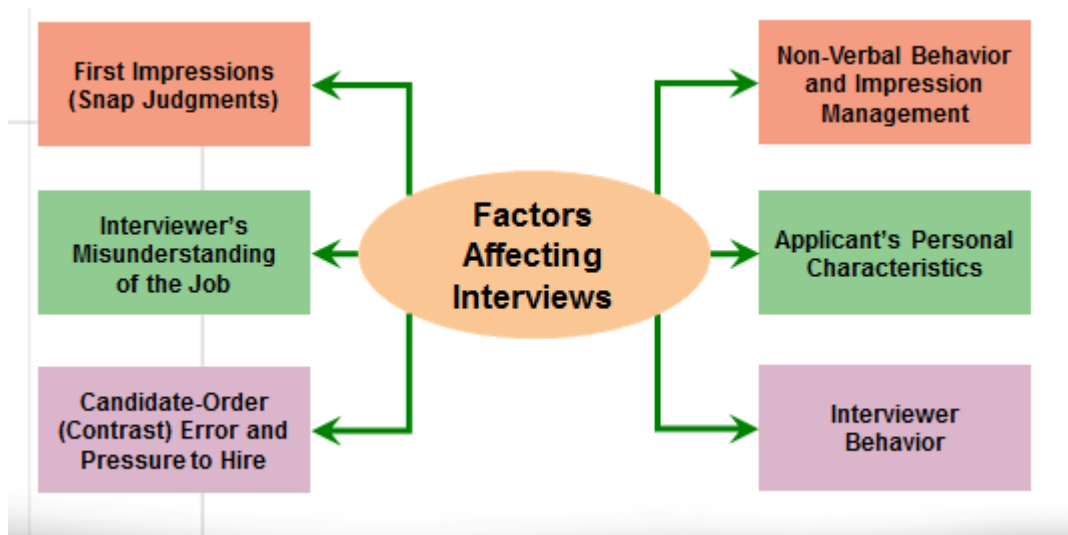 First Impressions
(Snap Judgments)
Interviewer's
Misunderstanding
of the Job
Candidate-Order
(Contrast) Error and
Pressure to Hire
Factors
Affecting
Interviews
Non-Verbal Behavior
and Impression
Management
Applicant's Personal
Characteristics
Interviewer
Behavior